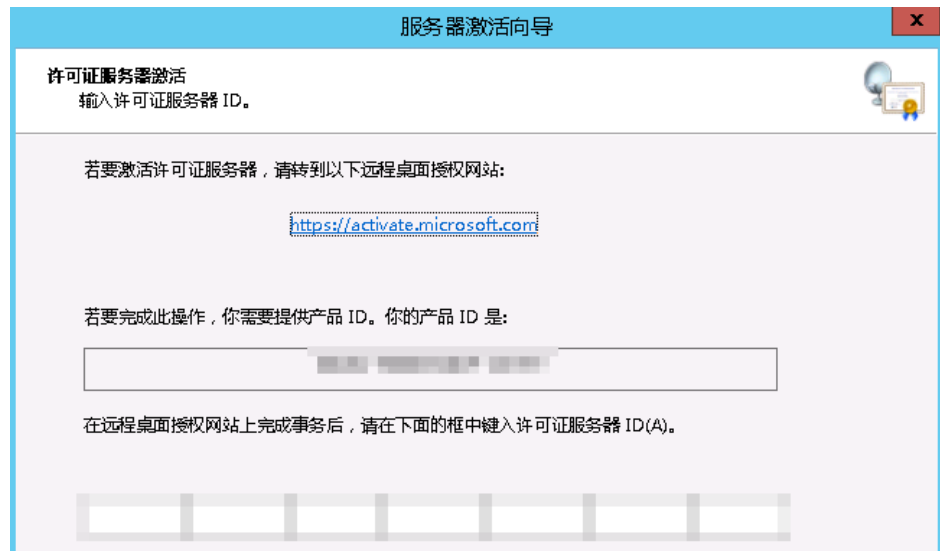 服务器激活向导
x
许可证服务器激活
输入许可证服务器 ID。
若要激活许可证服务器，请转到以下远程桌面授权网站:
https://activate.microsoft.com
若要完成此操作，你需要提供产品 ID。你的产品 ID 是:
在远程桌面授权网站上完成事务后，请在下面的框中键入许可证服务器 ID(A)。